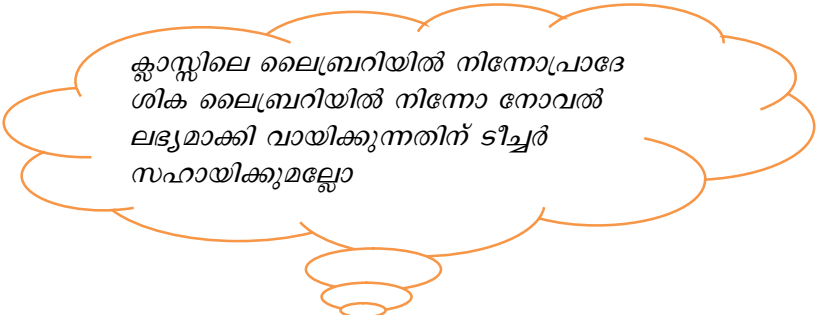 ക്ലാസ്സിലെ ലൈബ്രറിയിൽ നിന്നോപ്രാദേ
ശിക ലൈബ്രറിയിൽ നിന്നോ നോവൽ
ലഭ്യമാക്കി വായിക്കുന്നതിന് ടീച്ചർ
സഹായിക്കുമല്ലോ